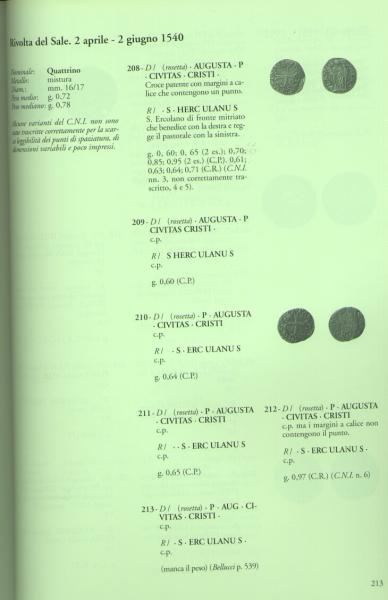 Rivolta del Sale. 2 aprile - 2 giugno 1540
Nominale: Quattrino
Metallo: mistura
Diam.: mm. 16/17
Peso medio: g. 0,72
Peso mediano: g. 0,78
Alcune varianti del C.N.I. non sono
state trascritte correttamente per la scar-
sa leggibilità dei punti di spaziatura, di
dimensioni variabili e poco impressi.
208 - D/ (rosetta) · AUGUSTA · P
· CIVITAS · CRISTI ·
Croce patente con margini a ca-
lice che contengono un punto.
R/ · S · HERC ULANU S
S. Ercolano di fronte mitriato
che benedice con la destra e reg-
ge il pastorale con la sinistra.
g. 0, 60; 0, 65 (2 es.); 0,70;
0,85; 0,95 (2 es.) (C.P.). 0,61;
0,63; 0,64; 0,71 (C.R.) (C.N.I.
nn. 3, non correttamente tra-
scritto, 4 e 5).
209 - D/ (rosetta) · AUGUSTA · P
CIVITAS CRISTI ·
c.p.
R/ S HERC ULANU S
c.p.
g. 0,60 (C.P.)
210 - D/ (rosetta) · P · AUGUSTA
· CIVITAS · CRISTI
c.p.
R/ · S · ERC ULANU S
c.p.
g. 0,64 (C.P.)
211 - D/ (rosetta) · P · AUGUSTA
· CIVITAS · CRISTI
c.p.
R/ · · S · ERC ULANU S
c.p.
g. 0,65 (C.P.)
212 - D/ (rosetta) · P · AUGUSTA
· CIVITAS · CRISTI
c.p. ma i margini a calice non
contengono il punto.
R/ · S · ERC ULANU S ·
c.p.
g. 0,97 (C.R.) (C.N.I. n. 6)
213 - D/ (rosetta) · P · AUG · CI-
VITAS · CRISTI ·
c.p.
R/ · S · ERC ULANU S ·
c.p.
(manca il peso) (Bellucci p. 539)
213